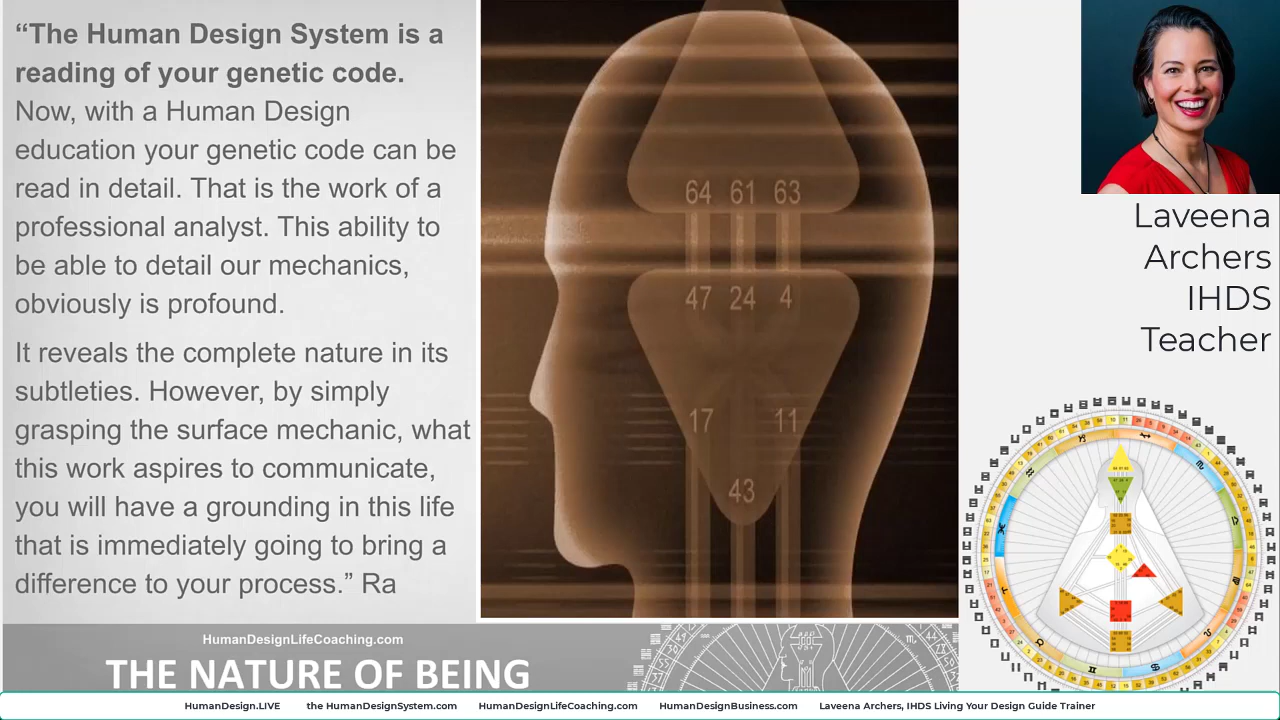 “The Human Design System is a
reading of your genetic code.
Now, with a Human Design
education your genetic code can be
read in detail. That is the work of a
professional analyst. This ability to
be able to detail our mechanics,
obviously is profound.
It reveals the complete nature in its
subtleties. However, by simply
grasping the surface mechanic, what
this work aspires to communicate,
you will have a grounding in this life
that is immediately going to bring a
difference to your process.” Ra
64 61 63
47 24 4
17 11
43
Laveena
Archers
IHDS
Teacher
HumanDesignLifeCoaching.com
THE NATURE OF BEING
HumanDesign.LIVE the HumanDesignSystem.com HumanDesignLifeCoaching.com HumanDesignBusiness.com Laveena Archers, IHDS Living Your Design Guide Trainer